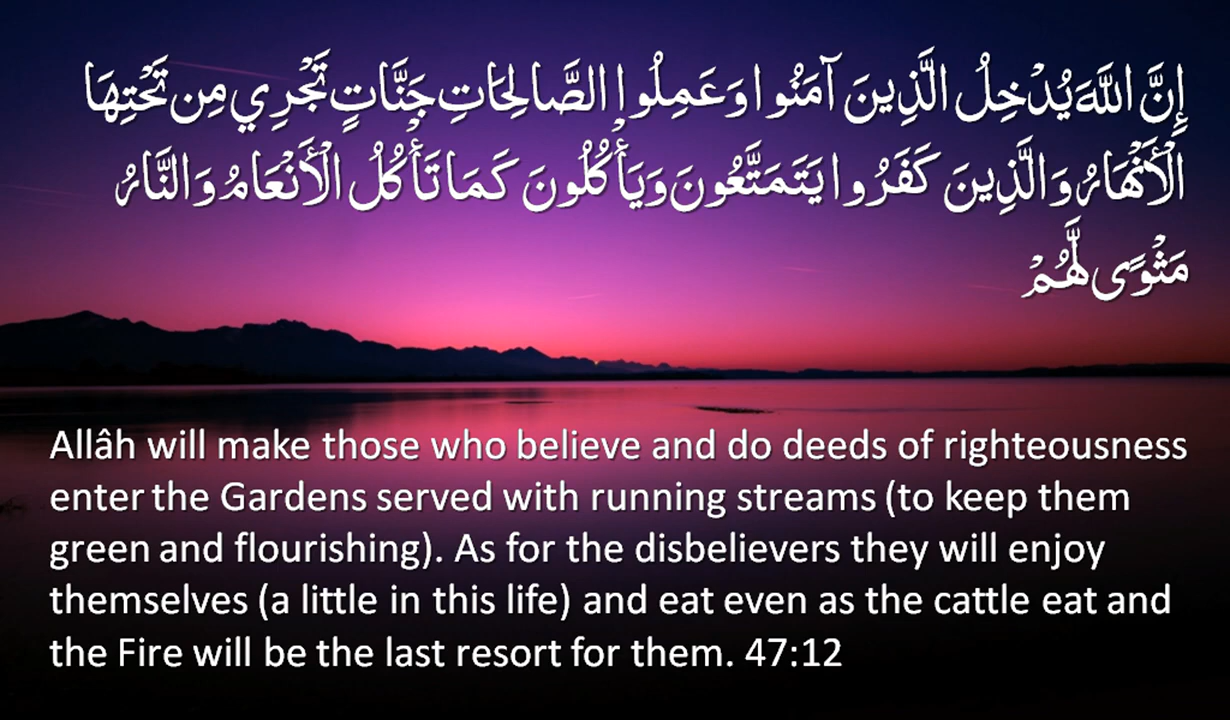 إِنَّ اللَّهَ يُدْخِلُ الَّذِينَ آمَنُوا وَعَمِلُوا الصَّالِحَاتِ جَنَّاتٍ تَجْرِي مِن تَحْتِهَا
الْأَنْهَارُ وَالَّذِينَ كَفَرُوا يَتَمَتَّعُونَ وَيَأْكُلُونَ كَمَا تَأْكُلُ الْأَنْعَامُ وَالنَّارُ
مَثْوًى لَّهُمْ
Allâh will make those who believe and do deeds of righteousness
enter the Gardens served with running streams (to keep them
green and flourishing). As for the disbelievers they will enjoy
themselves (a little in this life) and eat even as the cattle eat and
the Fire will be the last resort for them. 47:12